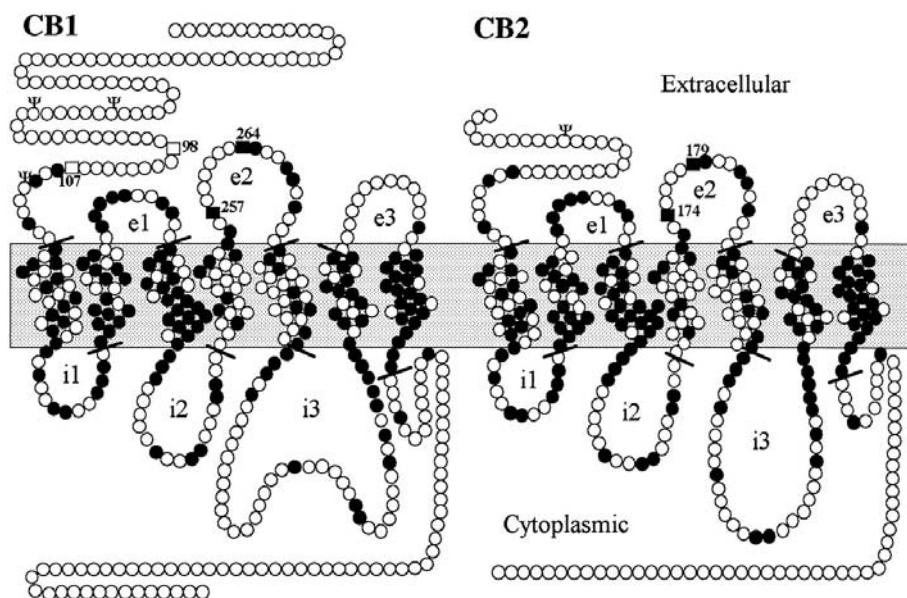 CB1
CB2
Extracellular
Ψ
Ψ
Ψ
98
264
179
Ψ
107
e2
e2
257
174
e1
e3
e1
e3
i1
i2
i3
i1
i2
i3
Cytoplasmic